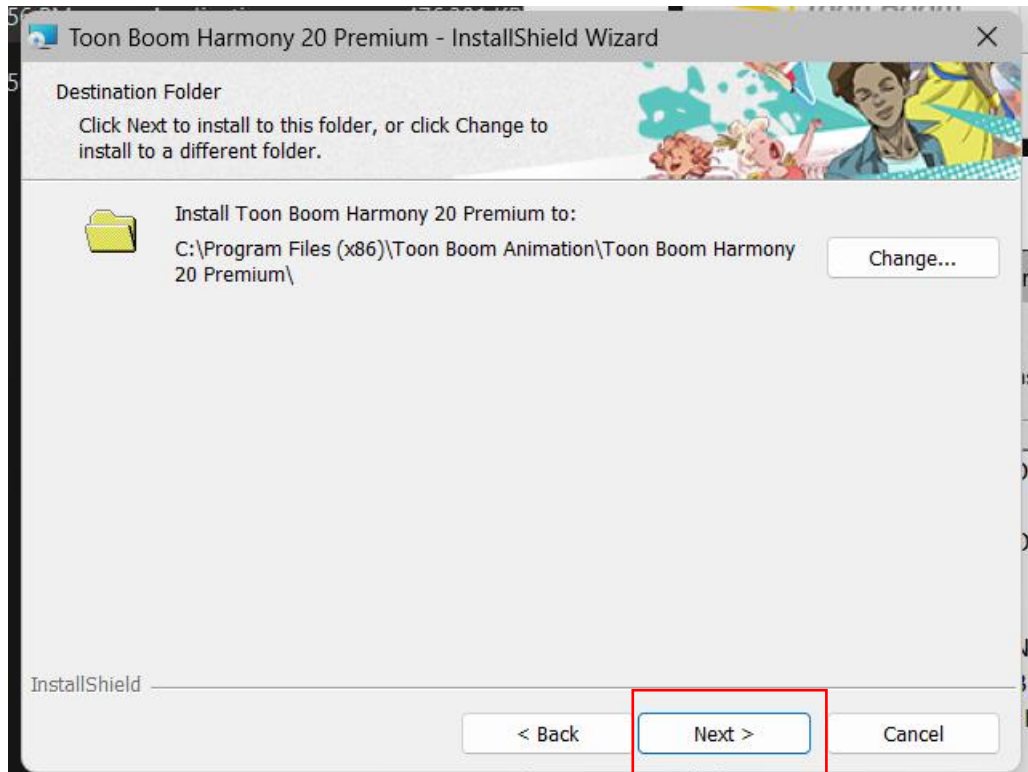 Toon Boom Harmony 20 Premium - InstallShield Wizard
Destination Folder
Click Next to install to this folder, or click Change to
install to a different folder.
Install Toon Boom Harmony 20 Premium to:
C:\Program Files (x86)\Toon Boom Animation\Toon Boom Harmony
20 Premium\
Change...
InstallShield
< Back
Next >
Cancel